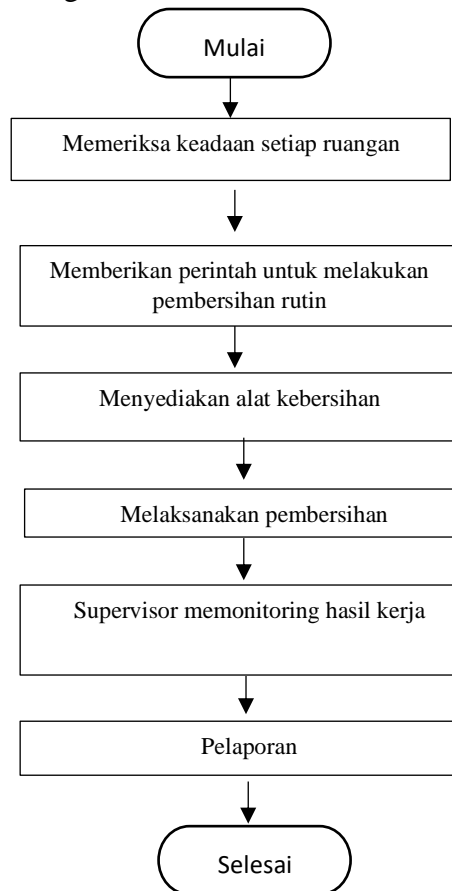 Mulai
Memeriksa keadaan setiap ruangan
Memberikan perintah untuk melakukan
pembersihan rutin
Menyediakan alat kebersihan
Melaksanakan pembersihan
Supervisor memonitoring hasil kerja
Pelaporan
Selesai